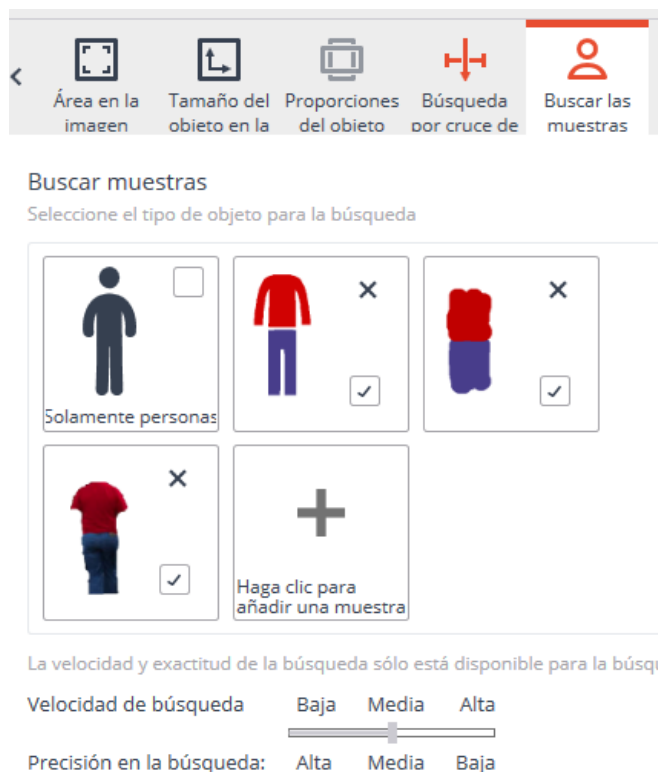 Área en la imagen
Tamaño del objeto en la
Proporciones del objeto
Búsqueda por cruce de
Buscar las muestras
Buscar muestras
Seleccione el tipo de objeto para la búsqueda
Solamente personas
Haga clic para
añadir una muestra
La velocidad y exactitud de la búsqueda sólo está disponible para la
Velocidad de búsqueda Baja Media Alta
Precisión en la búsqueda: Alta Media Baja